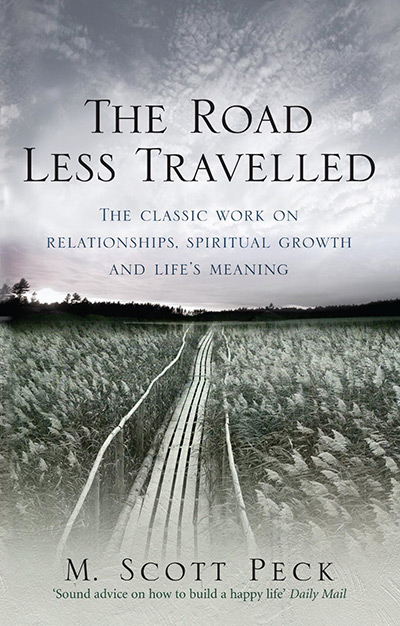 THE ROAD
LESS TRAVELLED
THE CLASSIC WORK ON
RELATIONSHIPS, SPIRITUAL GROWTH
AND LIFE'S MEANING
M. SCOTT PECK
'Sound advice on how to build a happy life' Daily Mail